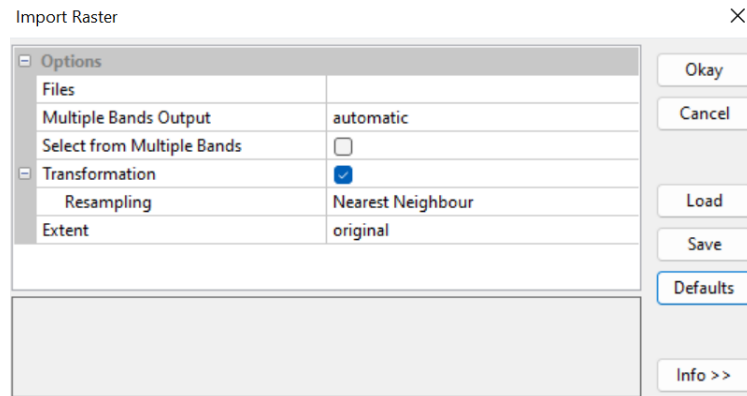 Import Raster
Options
Files
Multiple Bands Output automatic
Select from Multiple Bands
Transformation
Resampling Nearest Neighbour
Extent original
Okay
Cancel
Load
Save
Defaults
Info >>